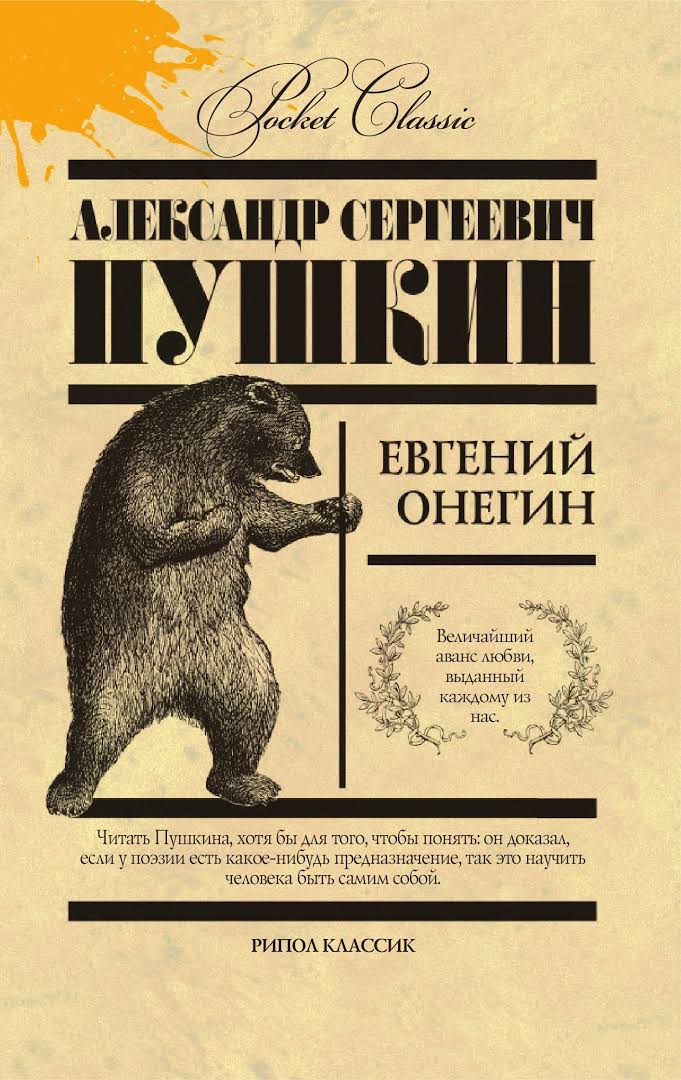 Pocket Classic
АЛЕКСАНДР СЕРГЕЕВИЧ
ПУШКИН
ЕВГЕНИЙ
ОНЕГИН
Величайший
аванс любви,
выданный
каждому из
нас.
Читать Пушкина, хотя бы для того, чтобы понять: он доказал,
если у поэзии есть какое-нибудь предназначение, так это научить
человека быть самим собой.
РИПОЛ КЛАССИК